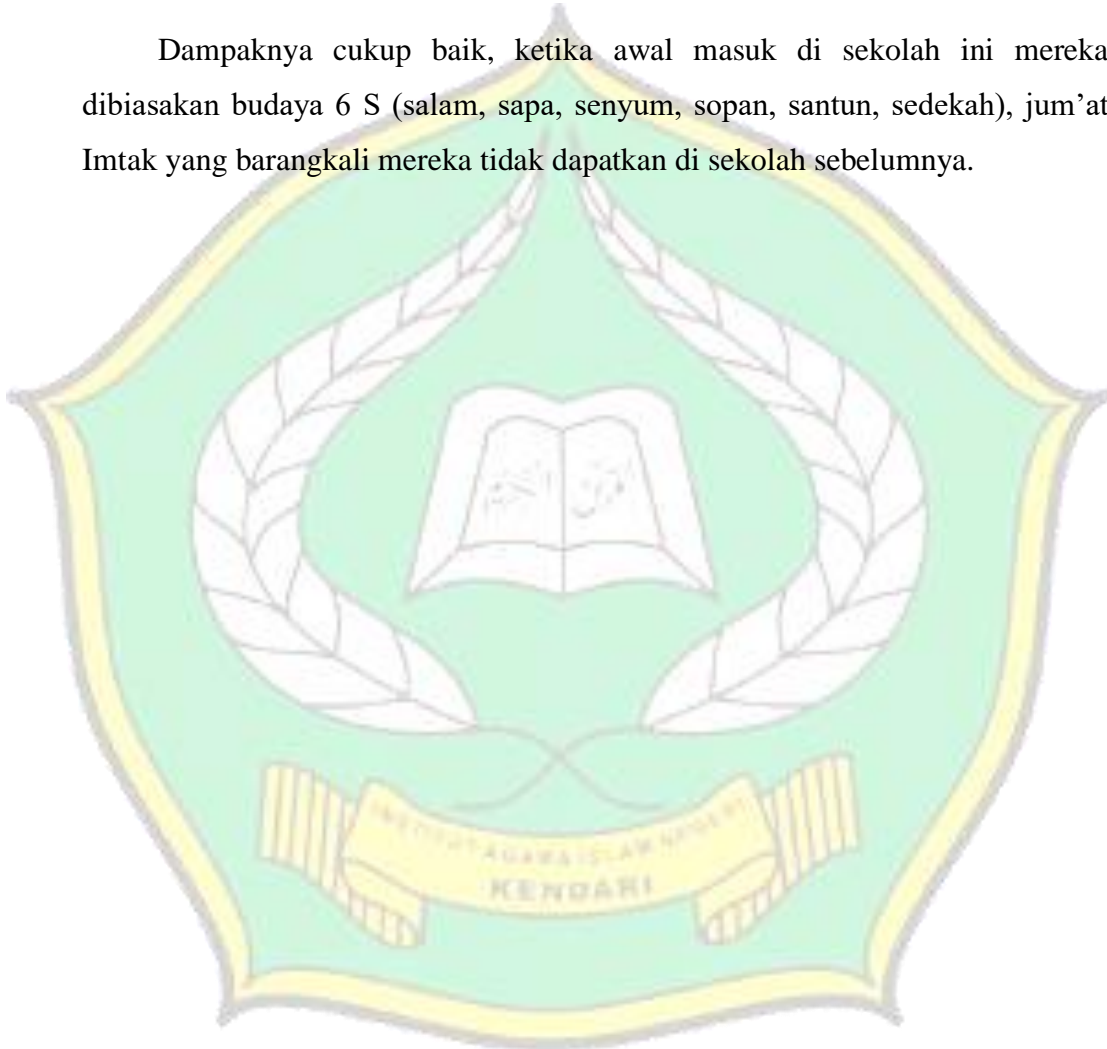 Dampaknya cukup baik, ketika awal masuk di sekolah ini mereka
dibiasakan budaya 6 S (salam, sapa, senyum, sopan, santun, sedekah), jum’at
Imtak yang barangkali mereka tidak dapatkan di sekolah sebelumnya.
INSTITUT AGAMA ISLAM NEGERI
KENDARI